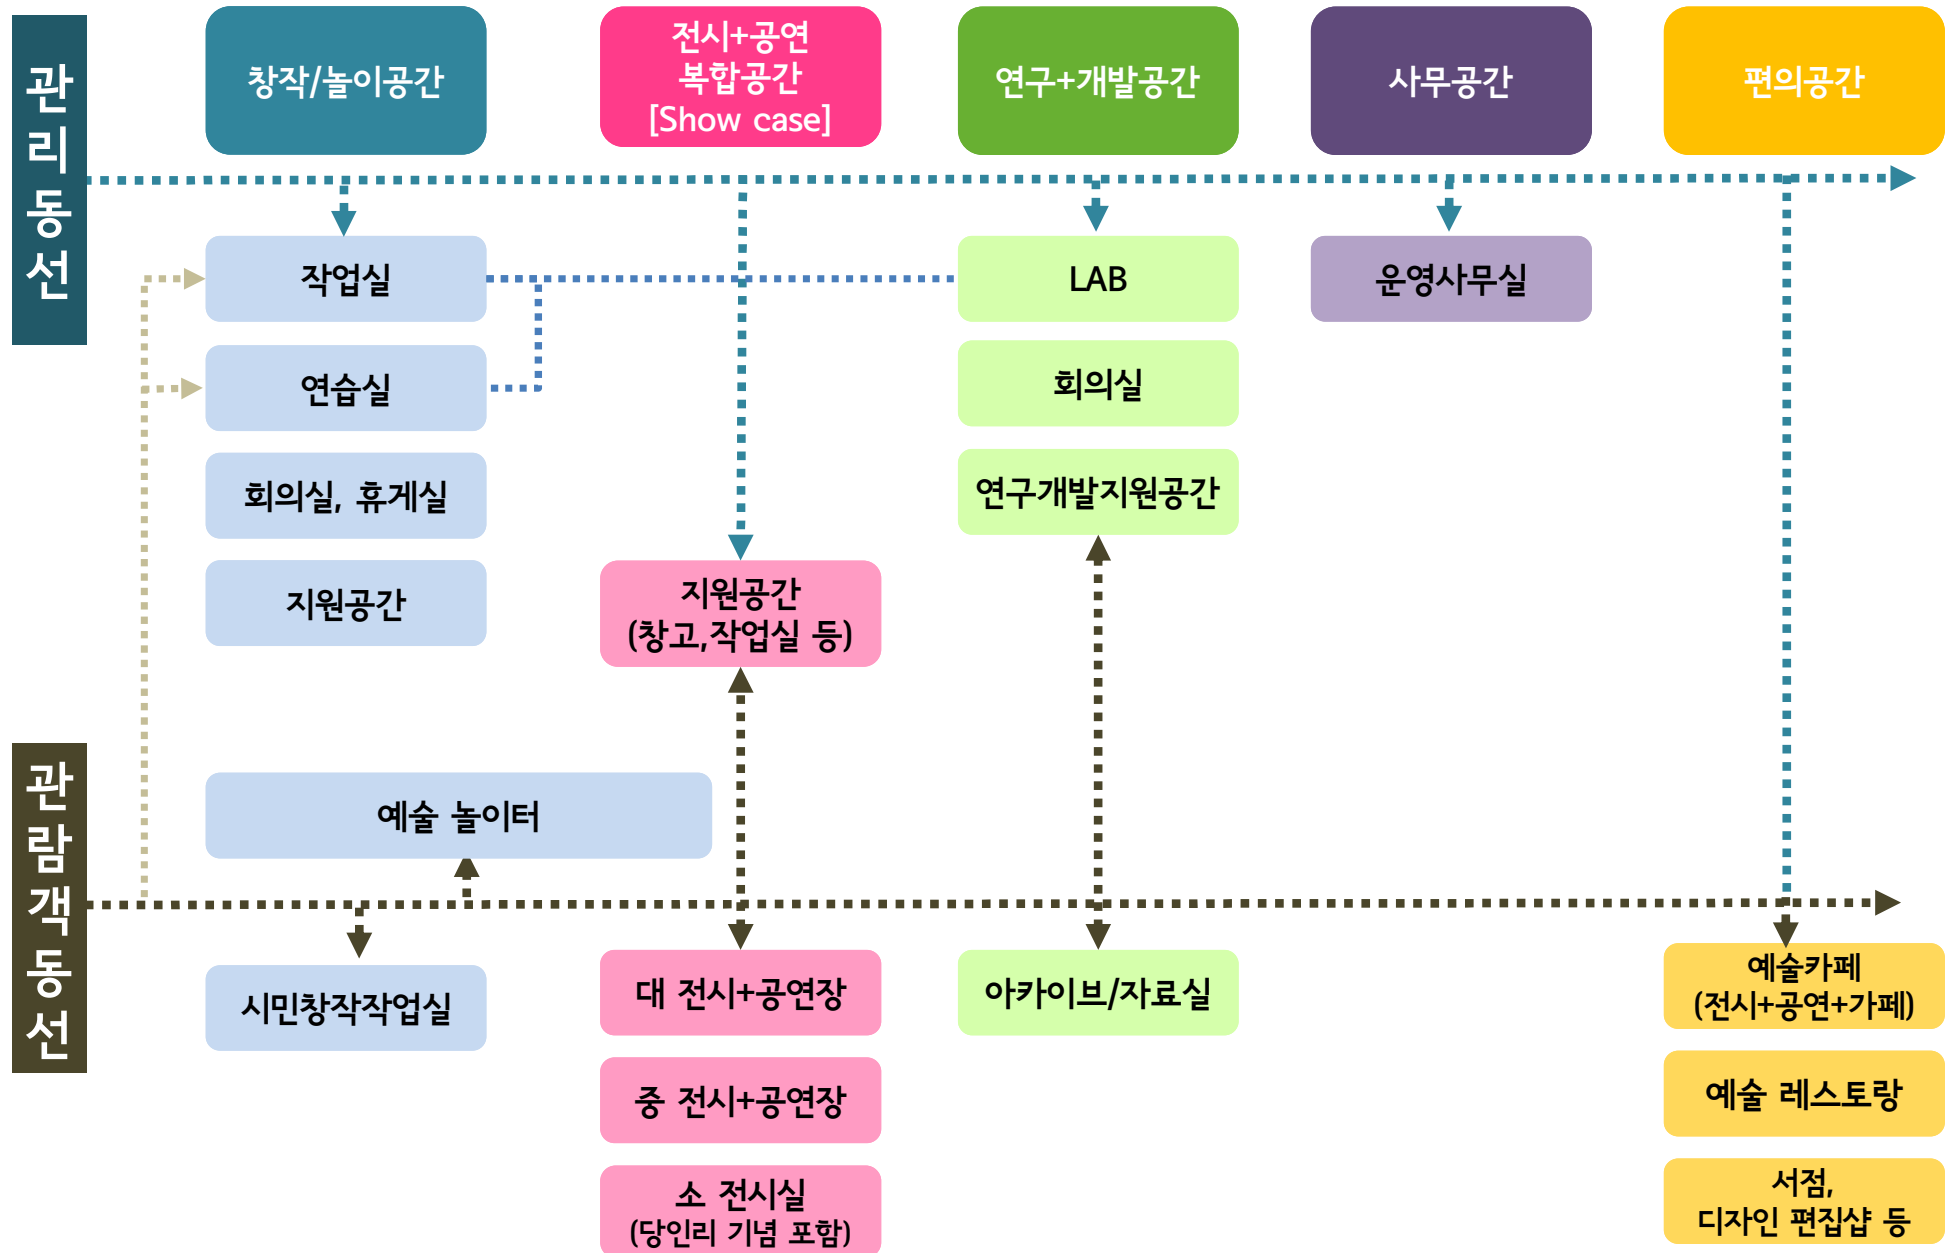 관리동선
창작/놀이공간
전시+공연
복합공간
[Show case]
연구+개발공간
사무공간
편의공간
작업실
LAB
운영사무실
연습실
회의실
회의실, 휴게실
연구개발지원공간
지원공간
지원공간
(창고,작업실 등)
관람객동선
예술 놀이터
시민창작작업실
대 전시+공연장
아카이브/자료실
예술카페
(전시+공연+가페)
중 전시+공연장
예술 레스토랑
소 전시실
(당인리 기념 포함)
서점,
디자인 편집샵 등